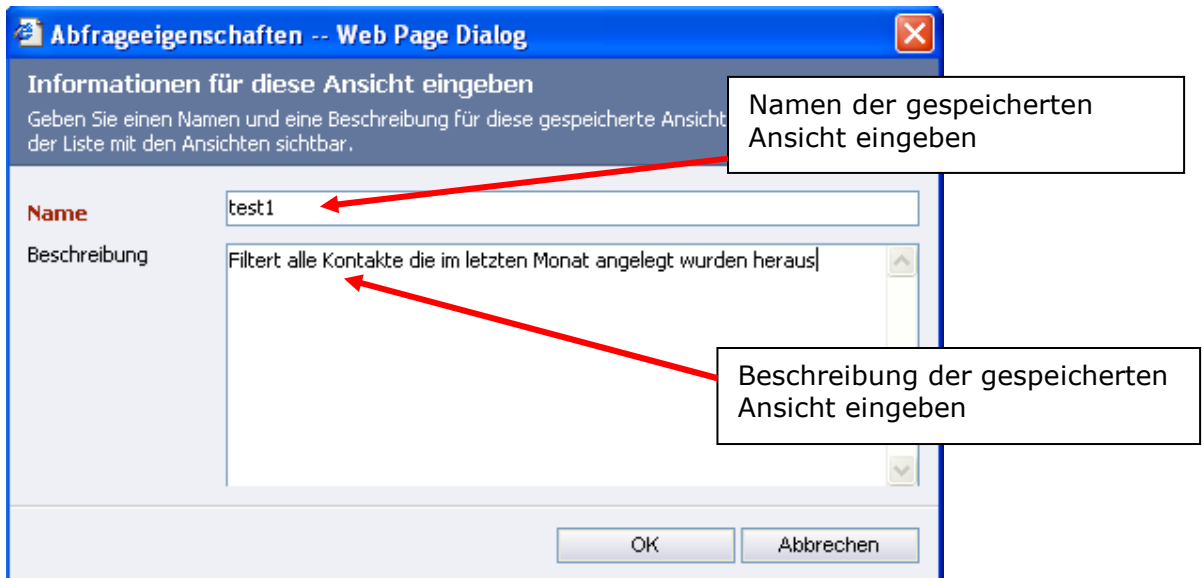 Abfrageeigenschaften -- Web Page Dialog
Informationen für diese Ansicht eingeben
Geben Sie einen Namen und eine Beschreibung für diese gespeicherte Ansicht
der Liste mit den Ansichten sichtbar.
Namen der gespeicherten
Ansicht eingeben
Name
test1
Beschreibung
Filtert alle Kontakte die im letzten Monat angelegt wurden heraus
Beschreibung der gespeicherten
Ansicht eingeben
OK
Abbrechen